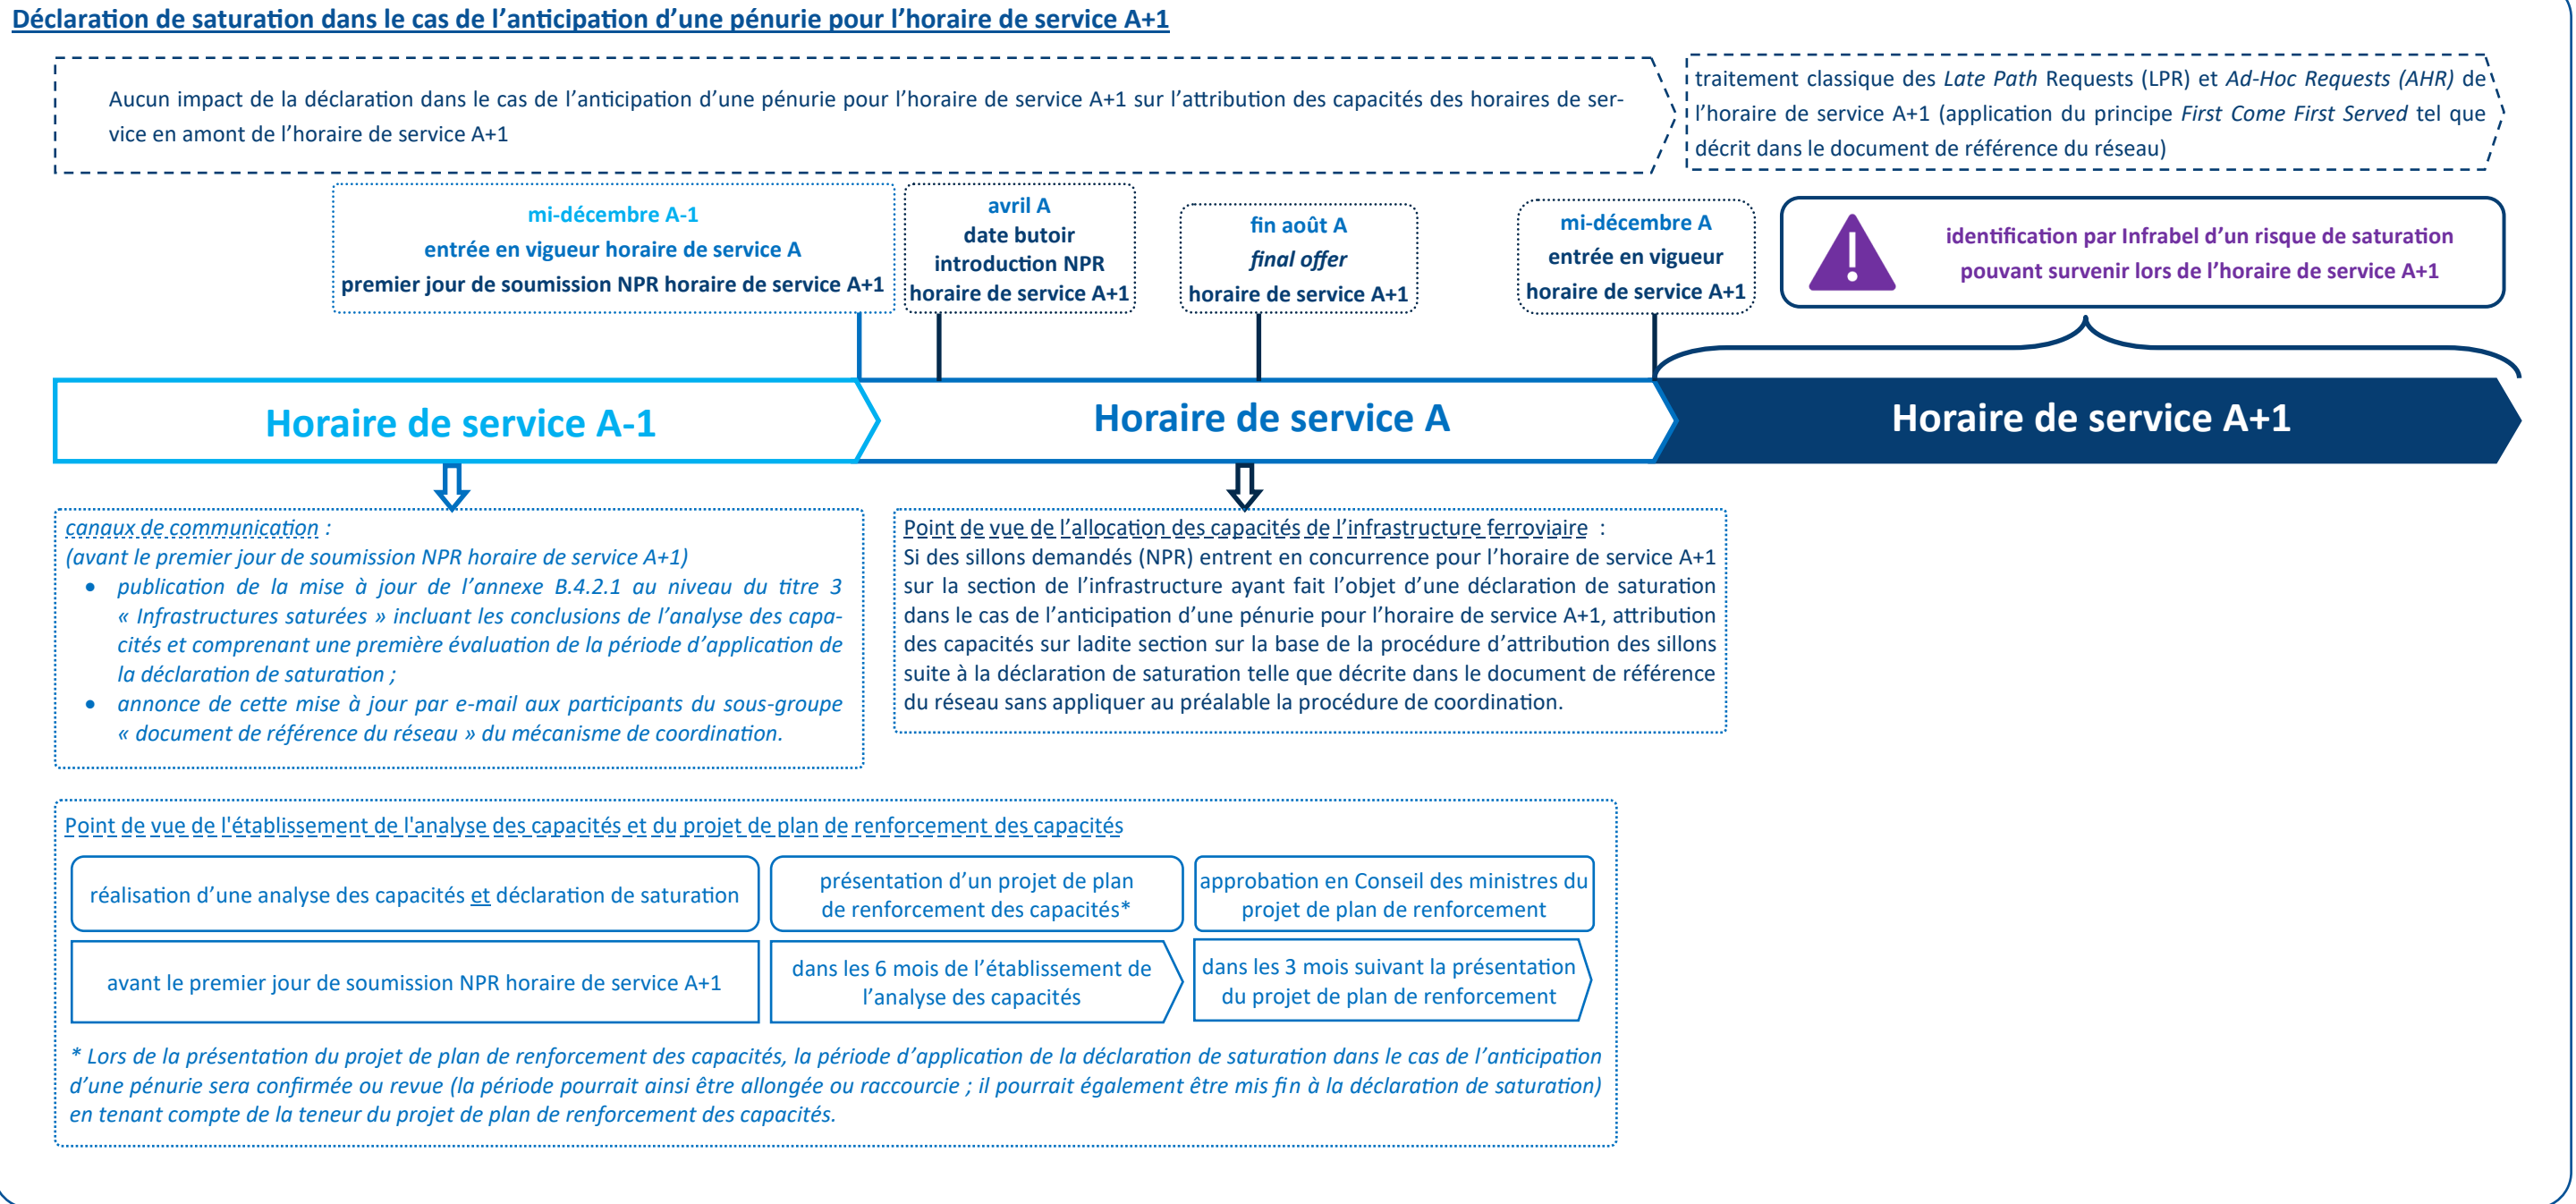 Déclaration de saturation dans le cas de l’anticipation d’une pénurie pour l’horaire de service A+1
Aucun impact de la déclaration dans le cas de l’anticipation d’une pénurie pour l’horaire de service A+1 sur l’attribution des capacités des horaires de ser-
vice en amont de l’horaire de service A+1
traitement classique des Late Path Requests (LPR) et Ad-Hoc Requests (AHR) de
l’horaire de service A+1 (application du principe First Come First Served tel que
décrit dans le document de référence du réseau)
mi-décembre A-1
entrée en vigueur horaire de service A
premier jour de soumission NPR horaire de service A+1
avril A
date butoir
introduction NPR
horaire de service A+1
fin août A
final offer
horaire de service A+1
mi-décembre A
entrée en vigueur
horaire de service A+1
identification par Infrabel d’un risque de saturation
pouvant survenir lors de l’horaire de service A+1
Horaire de service A-1
Horaire de service A
Horaire de service A+1
canaux de communication :
(avant le premier jour de soumission NPR horaire de service A+1)
• publication de la mise à jour de l’annexe B.4.2.1 au niveau du titre 3
« Infrastructures saturées » incluant les conclusions de l’analyse des capa-
cités et comprenant une première évaluation de la période d’application de
la déclaration de saturation ;
• annonce de cette mise à jour par e-mail aux participants du sous-groupe
« document de référence du réseau » du mécanisme de coordination.
Point de vue de l’allocation des capacités de l’infrastructure ferroviaire :
Si des sillons demandés (NPR) entrent en concurrence pour l’horaire de service A+1
sur la section de l’infrastructure ayant fait l’objet d’une déclaration de saturation
dans le cas de l’anticipation d’une pénurie pour l’horaire de service A+1, attribution
des capacités sur ladite section sur la base de la procédure d’attribution des sillons
suite à la déclaration de saturation telle que décrite dans le document de référence
du réseau sans appliquer au préalable la procédure de coordination.
Point de vue de l'établissement de l'analyse des capacités et du projet de plan de renforcement des capacités
réalisation d’une analyse des capacités et déclaration de saturation
présentation d’un projet de plan
de renforcement des capacités*
approbation en Conseil des ministres du
projet de plan de renforcement
avant le premier jour de soumission NPR horaire de service A+1
dans les 6 mois de l’établissement de
l’analyse des capacités
dans les 3 mois suivant la présentation
du projet de plan de renforcement
* Lors de la présentation du projet de plan de renforcement des capacités, la période d’application de la déclaration de saturation dans le cas de l’anticipation
d’une pénurie sera confirmée ou revue (la période pourrait ainsi être allongée ou raccourcie ; il pourrait également être mis fin à la déclaration de saturation)
en tenant compte de la teneur du projet de plan de renforcement des capacités.